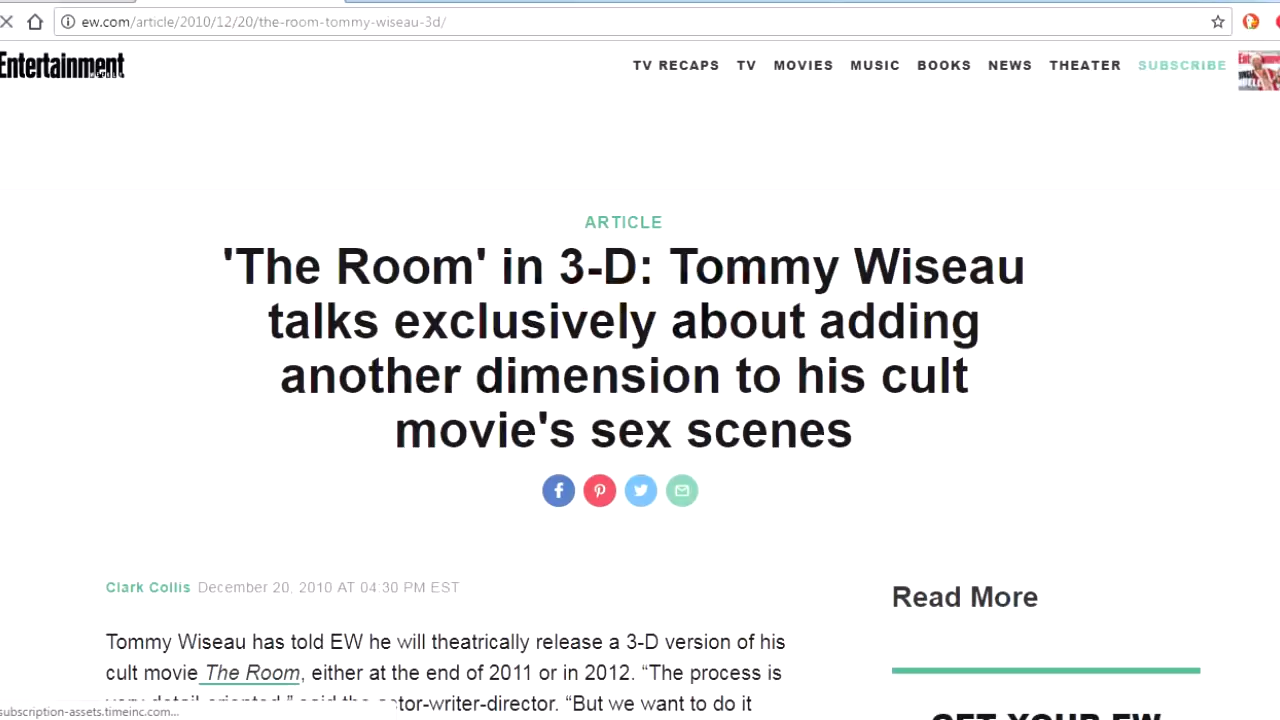 ew.com/article/2010/12/20/the-room-tommy-wiseau-3d/
Entertainment
TV RECAPS TV MOVIES MUSIC BOOKS NEWS THEATER SUBSCRIBE
ARTICLE
'The Room' in 3-D: Tommy Wiseau
talks exclusively about adding
another dimension to his cult
movie's sex scenes
Clark Collis December 20, 2010 AT 04:30 PM EST
Read More
Tommy Wiseau has told EW he will theatrically release a 3-D version of his
cult movie The Room, either at the end of 2011 or in 2012. “The process is
very detail-oriented,” said the actor-writer-director. “But we want to do it
GET YOUR EW
subscription-assets.timeinc.com...